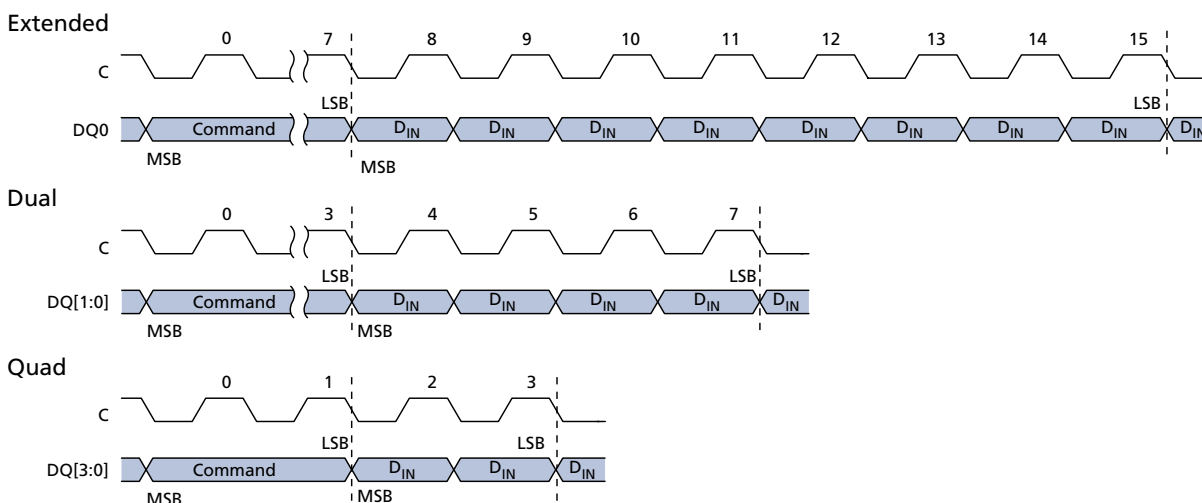 Extended
0 7 8 9 10 11 12 13 14 15
C
LSB LSB
DQ0 Command DIN DIN DIN DIN DIN DIN DIN DIN DIN
MSB MSB
Dual
0 3 4 5 6 7
C
LSB LSB
DQ[1:0] Command DIN DIN DIN DIN DIN
MSB MSB
Quad
0 1 2 3
C
LSB LSB
DQ[3:0] Command DIN DIN DIN
MSB MSB